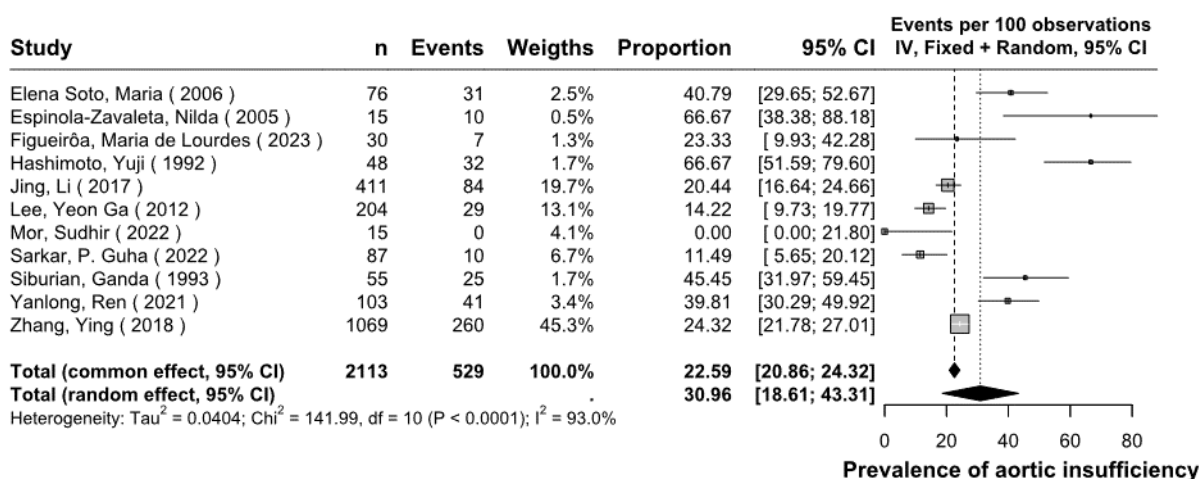 Events per 100 observations
Study n Events Weigths Proportion 95% CI IV, Fixed + Random, 95% CI
Elena Soto, Maria ( 2006 ) 76 31 2.5% 40.79 [29.65; 52.67]
Espinola-Zavaleta, Nilda ( 2005 ) 15 10 0.5% 66.67 [38.38; 88.18]
Figueirôa, Maria de Lourdes ( 2023 ) 30 7 1.3% 23.33 [ 9.93; 42.28]
Hashimoto, Yuji ( 1992 ) 48 32 1.7% 66.67 [51.59; 79.60]
Jing, Li ( 2017 ) 411 84 19.7% 20.44 [16.64; 24.66]
Lee, Yeon Ga ( 2012 ) 204 29 13.1% 14.22 [ 9.73; 19.77]
Mor, Sudhir ( 2022 ) 15 0 4.1% 0.00 [ 0.00; 21.80]
Sarkar, P. Guha ( 2022 ) 87 10 6.7% 11.49 [ 5.65; 20.12]
Siburian, Ganda ( 1993 ) 55 25 1.7% 45.45 [31.97; 59.45]
Yanlong, Ren ( 2021 ) 103 41 3.4% 39.81 [30.29; 49.92]
Zhang, Ying ( 2018 ) 1069 260 45.3% 24.32 [21.78; 27.01]
Total (common effect, 95% CI) 2113 529 100.0% 22.59 [20.86; 24.32]
Total (random effect, 95% CI) . 30.96 [18.61; 43.31]
Heterogeneity: Tau² = 0.0404; Chi² = 141.99, df = 10 (P < 0.0001); I² = 93.0%
0 20 40 60 80
Prevalence of aortic insufficiency